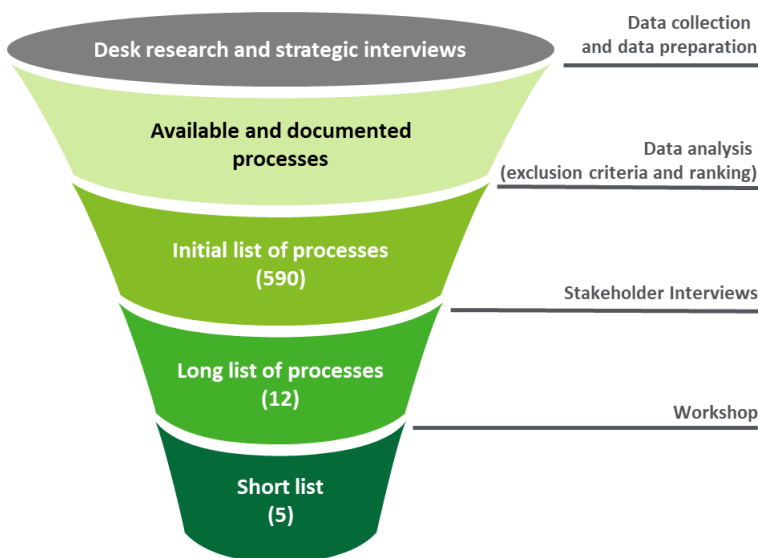 Data collection
and data preparation
Desk research and strategic interviews
Available and documented
processes
Data analysis
(exclusion criteria and ranking)
Initial list of processes
(590)
Stakeholder Interviews
Long list of processes
(12)
Workshop
Short list
(5)